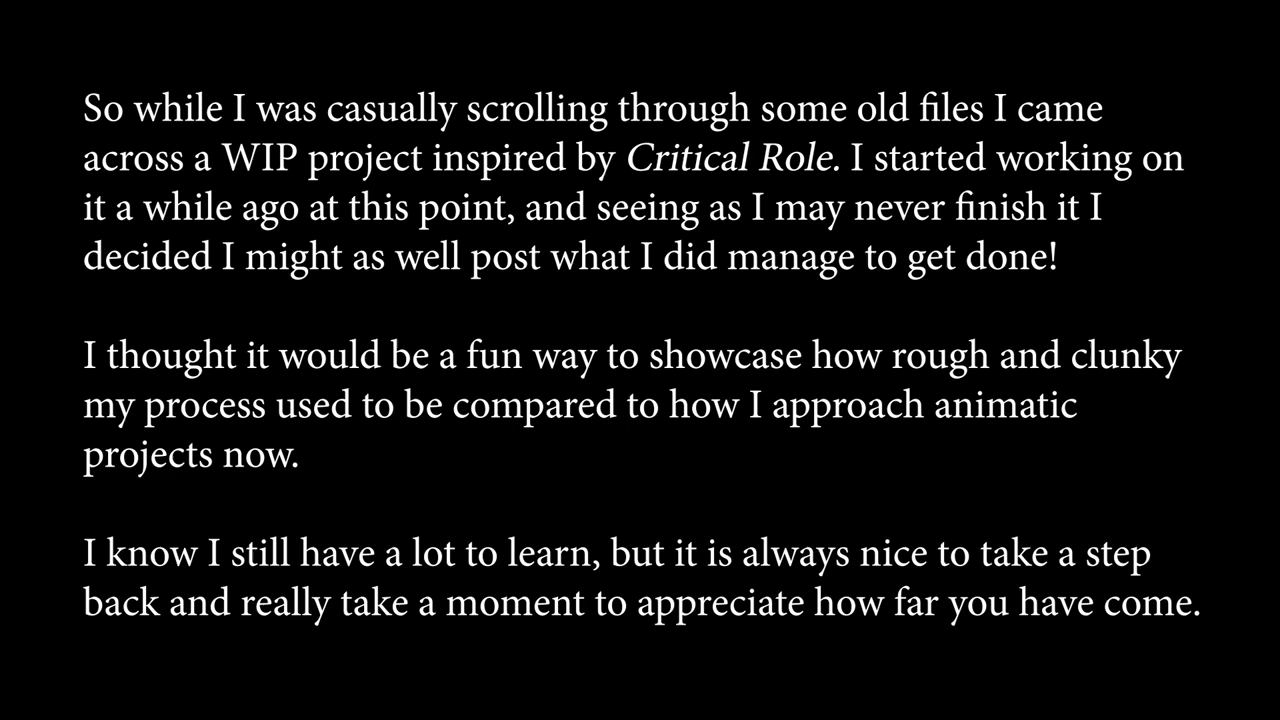 So while I was casually scrolling through some old files I came
across a WIP project inspired by Critical Role. I started working on
it a while ago at this point, and seeing as I may never finish it I
decided I might as well post what I did manage to get done!
I thought it would be a fun way to showcase how rough and clunky
my process used to be compared to how I approach animatic
projects now.
I know I still have a lot to learn, but it is always nice to take a step
back and really take a moment to appreciate how far you have come.